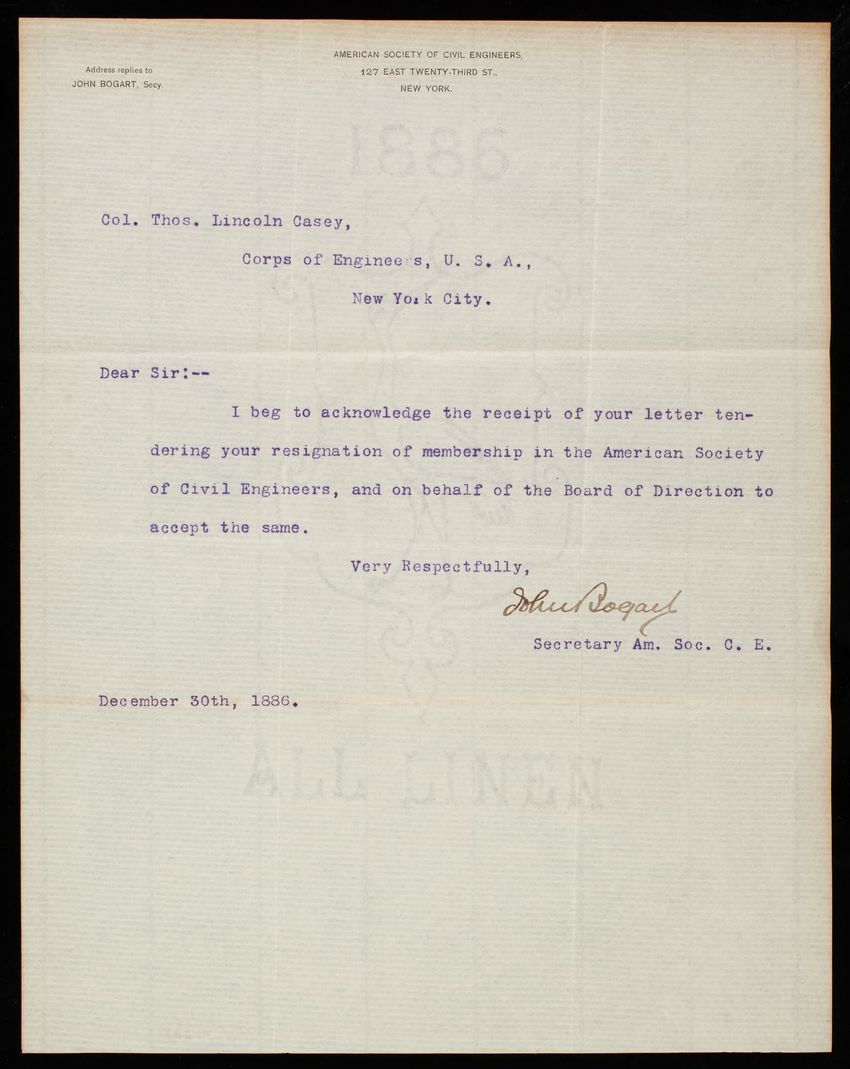 AMERICAN SOCIETY OF CIVIL ENGINEERS,
127 EAST TWENTY-THIRD ST.,
NEW YORK.
Address replies to
JOHN BOGART, Secy.
Col. Thos. Lincoln Casey,
Corps of Engineers, U. S. A.,
New York City.
Dear Sir:--
I beg to acknowledge the receipt of your letter ten-
dering your resignation of membership in the American Society
of Civil Engineers, and on behalf of the Board of Direction to
accept the same.
Very Respectfully,
John Bogart
Secretary Am. Soc. C. E.
December 30th, 1886.
1886
ALL LINEN